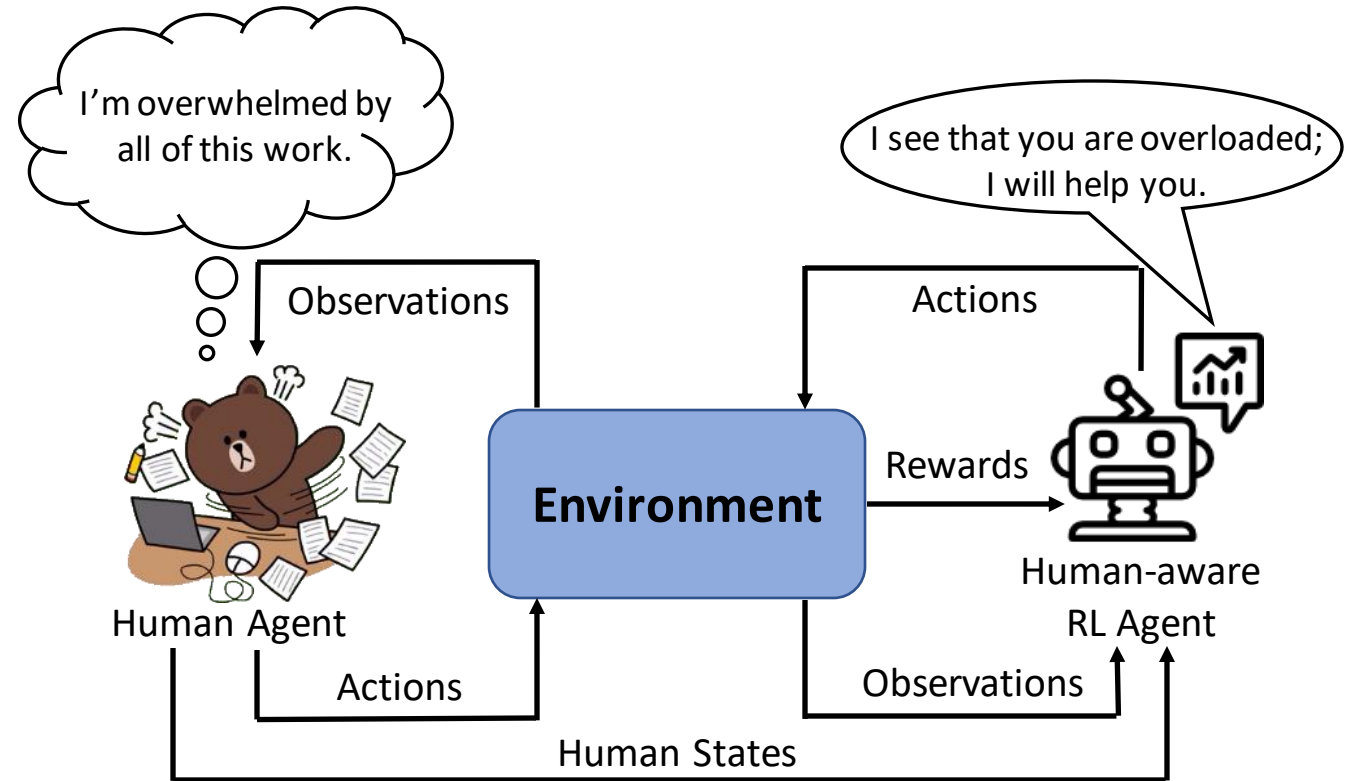 I'm overwhelmed by
all of this work.
I see that you are overloaded;
I will help you.
Observations
Actions
Rewards
Environment
Human-aware
RL Agent
Human Agent
Actions
Observations
Human States